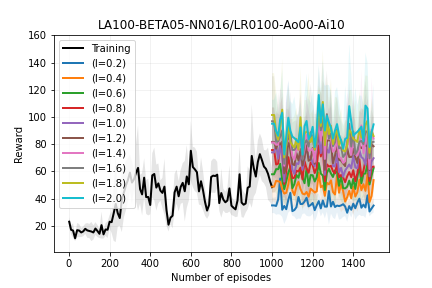 LA100-BETA05-NN016/LR0100-Ao00-Ai10
Reward
160
140
120
100
80
60
40
20
Training
(l=0.2)
(l=0.4)
(l=0.6)
(l=0.8)
(l=1.0)
(l=1.2)
(l=1.4)
(l=1.6)
(l=1.8)
(l=2.0)
0 200 400 600 800 1000 1200 1400
Number of episodes